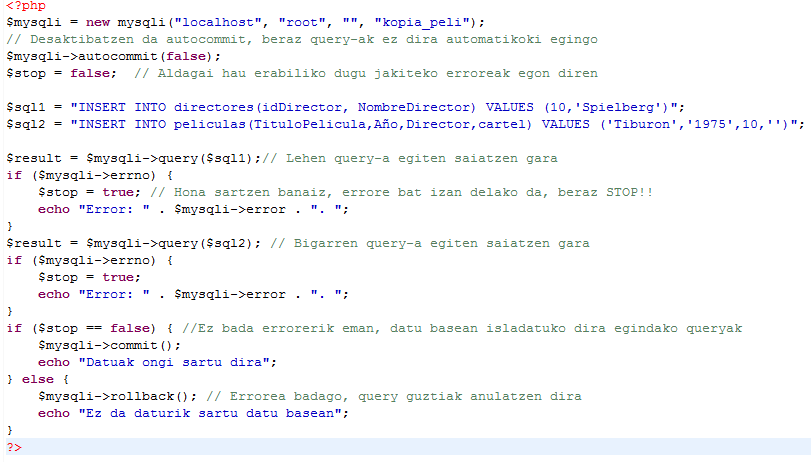 <?php
$mysqli = new mysqli("localhost", "root", "", "kopia_peli");
// Desaktibatzen da autocommit, beraz query-ak ez dira automatikoki egingo
$mysqli->autocommit(false);
$stop = false;  // Aldagai hau erabiliko dugu jakiteko erroreak egon diren

$sql1 = "INSERT INTO directores(idDirector, NombreDirector) VALUES (10,'Spielberg')";
$sql2 = "INSERT INTO peliculas(TituloPelicula,Año,Director,cartel) VALUES ('Tiburon','1975',10,'')";

$result = $mysqli->query($sql1);// Lehen query-a egiten saiatzen gara
if ($mysqli->errno) {
    $stop = true; // Hona sartzen banaiz, errore bat izan delako da, beraz STOP!!
    echo "Error: " . $mysqli->error . ". ";
}
$result = $mysqli->query($sql2); // Bigarren query-a egiten saiatzen gara
if ($mysqli->errno) {
    $stop = true;
    echo "Error: " . $mysqli->error . ". ";
}
if ($stop == false) { //Ez bada errorerik eman, datu basean isladatuko dira egindako queryak
    $mysqli->commit();
    echo "Datuak ongi sartu dira";
} else {
    $mysqli->rollback(); // Errorea badago, query guztiak anulatzen dira
    echo "Ez da daturik sartu datu basean";
}
?>